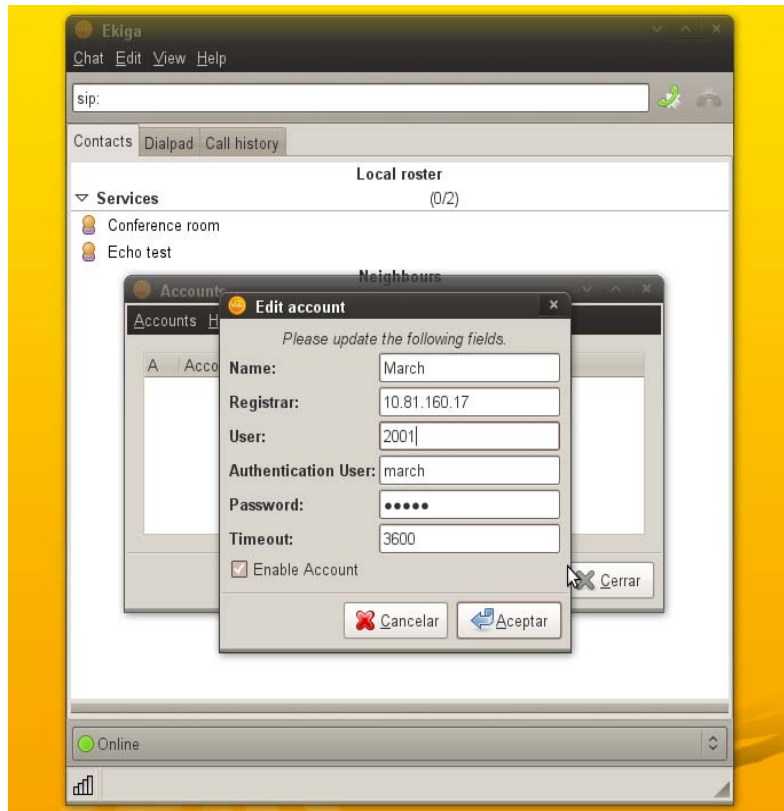 Ekiga
Chat Edit View Help
sip:
Contacts Dialpad Call history
Local roster
Services (0/2)
Conference room
Echo test
Neighbours
Accounts
Accounts H
A Acco
Edit account
Please update the following fields.
Name: March
Registrar: 10.81.160.17
User: 2001
Authentication User: march
Password: •••••
Timeout: 3600
Enable Account
Cancelar Aceptar
Cerrar
Online